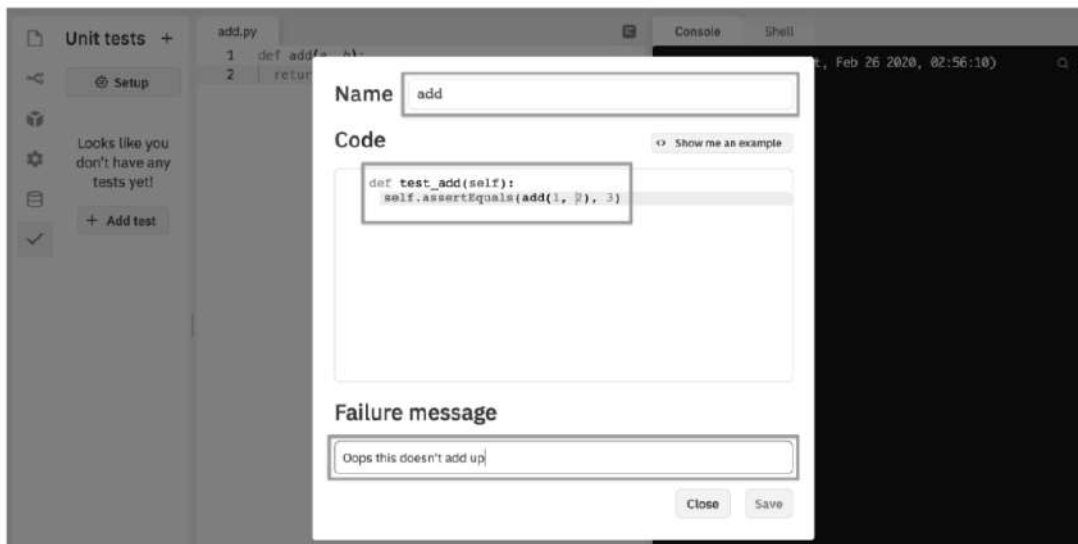 Unit tests +
Setup
Looks like you
don't have any
tests yet!
+ Add test
add.py
1 def add(a, b):
2 retur
Console Shell
t, Feb 26 2020, 02:56:10)
Name add
Code
<> Show me an example
def test_add(self):
self.assertEquals(add(1, 2), 3)
Failure message
Oops this doesn't add up
Close Save